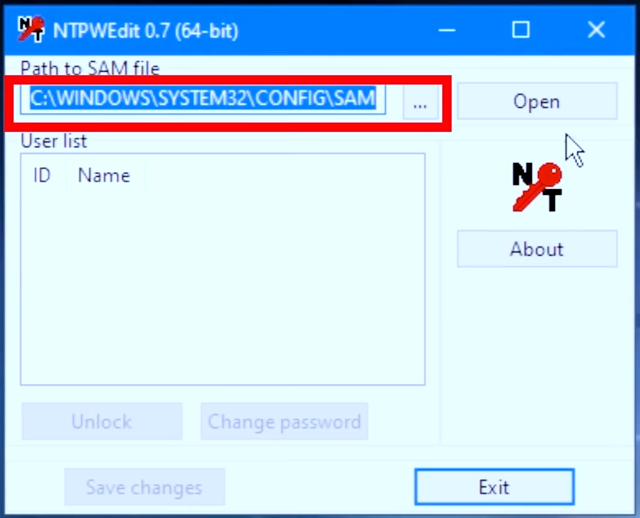 NTPWEdit 0.7 (64-bit)
Path to SAM file
C:\WINDOWS\SYSTEM32\CONFIG\SAM
...
Open
User list
ID Name
N
T
About
Unlock
Change password
Save changes
Exit